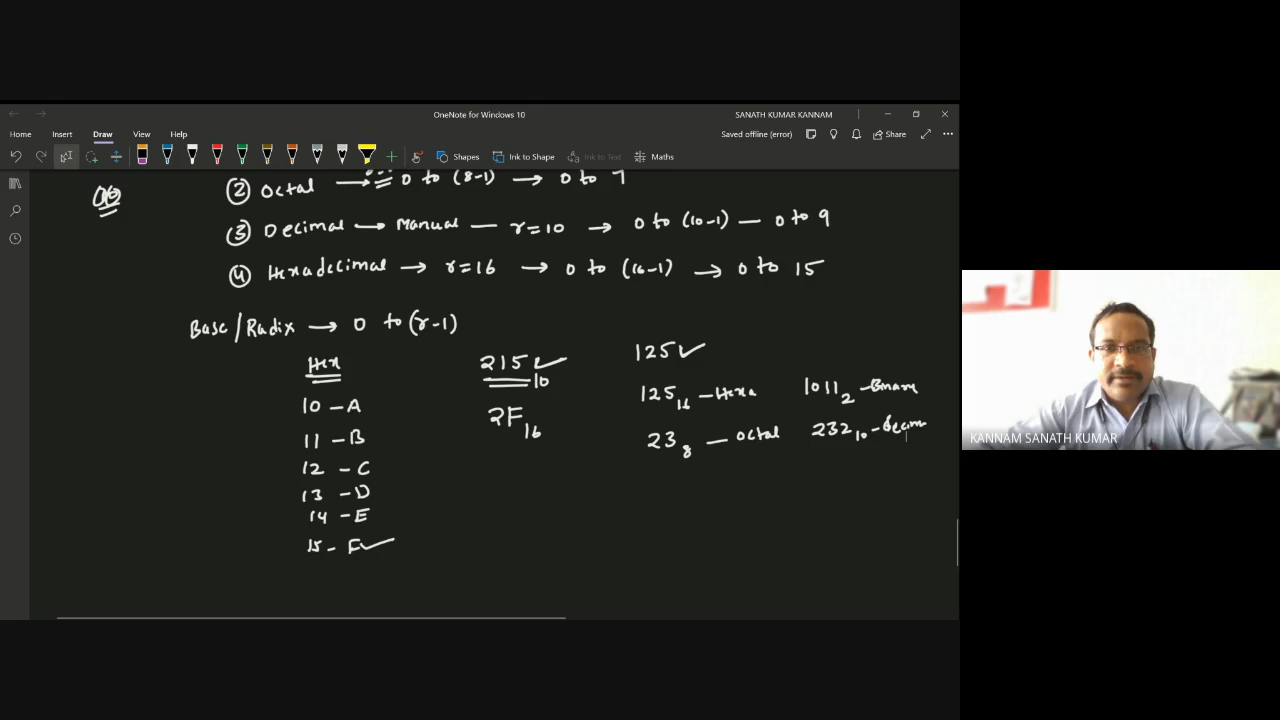 OneNote for Windows 10
SANATH KUMAR KANNAM
Home Insert Draw View Help
Saved offline (error)
Share
Shapes
Ink to Shape
Ink to Text
Maths
② Octal → 0 to (8-1) → 0 to 7
③ Decimal → Manual — r=10 → 0 to (10-1) — 0 to 9
④ Hexadecimal → r=16 → 0 to (16-1) → 0 to 15
Base/Radix → 0 to (r-1)
Hex
10 - A
11 - B
12 - C
13 - D
14 - E
15 - F ✓
215 ✓ 10
2F 16
125 ✓
125 16 - Hexa
23 8 - Octal
1011 2 - Binary
232 10 - decim
KANNAM SANATH KUMAR